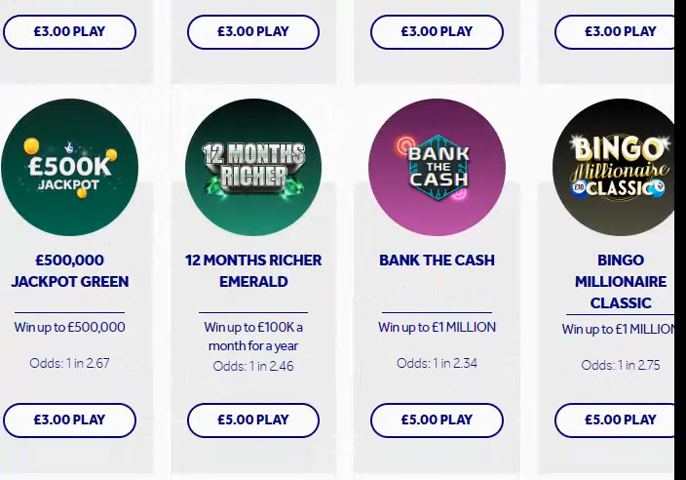 £3.00 PLAY £3.00 PLAY £3.00 PLAY £3.00 PLAY
£500K
JACKPOT
12 MONTHS
RICHER
BANK
THE
CASH
BINGO
Millionaire
£10 CLASSIC
£500,000
JACKPOT GREEN
Win up to £500,000
Odds: 1 in 2.67
£3.00 PLAY
12 MONTHS RICHER
EMERALD
Win up to £100K a
month for a year
Odds: 1 in 2.46
£5.00 PLAY
BANK THE CASH
Win up to £1 MILLION
Odds: 1 in 2.34
£5.00 PLAY
BINGO
MILLIONAIRE
CLASSIC
Win up to £1 MILLION
Odds: 1 in 2.75
£5.00 PLAY